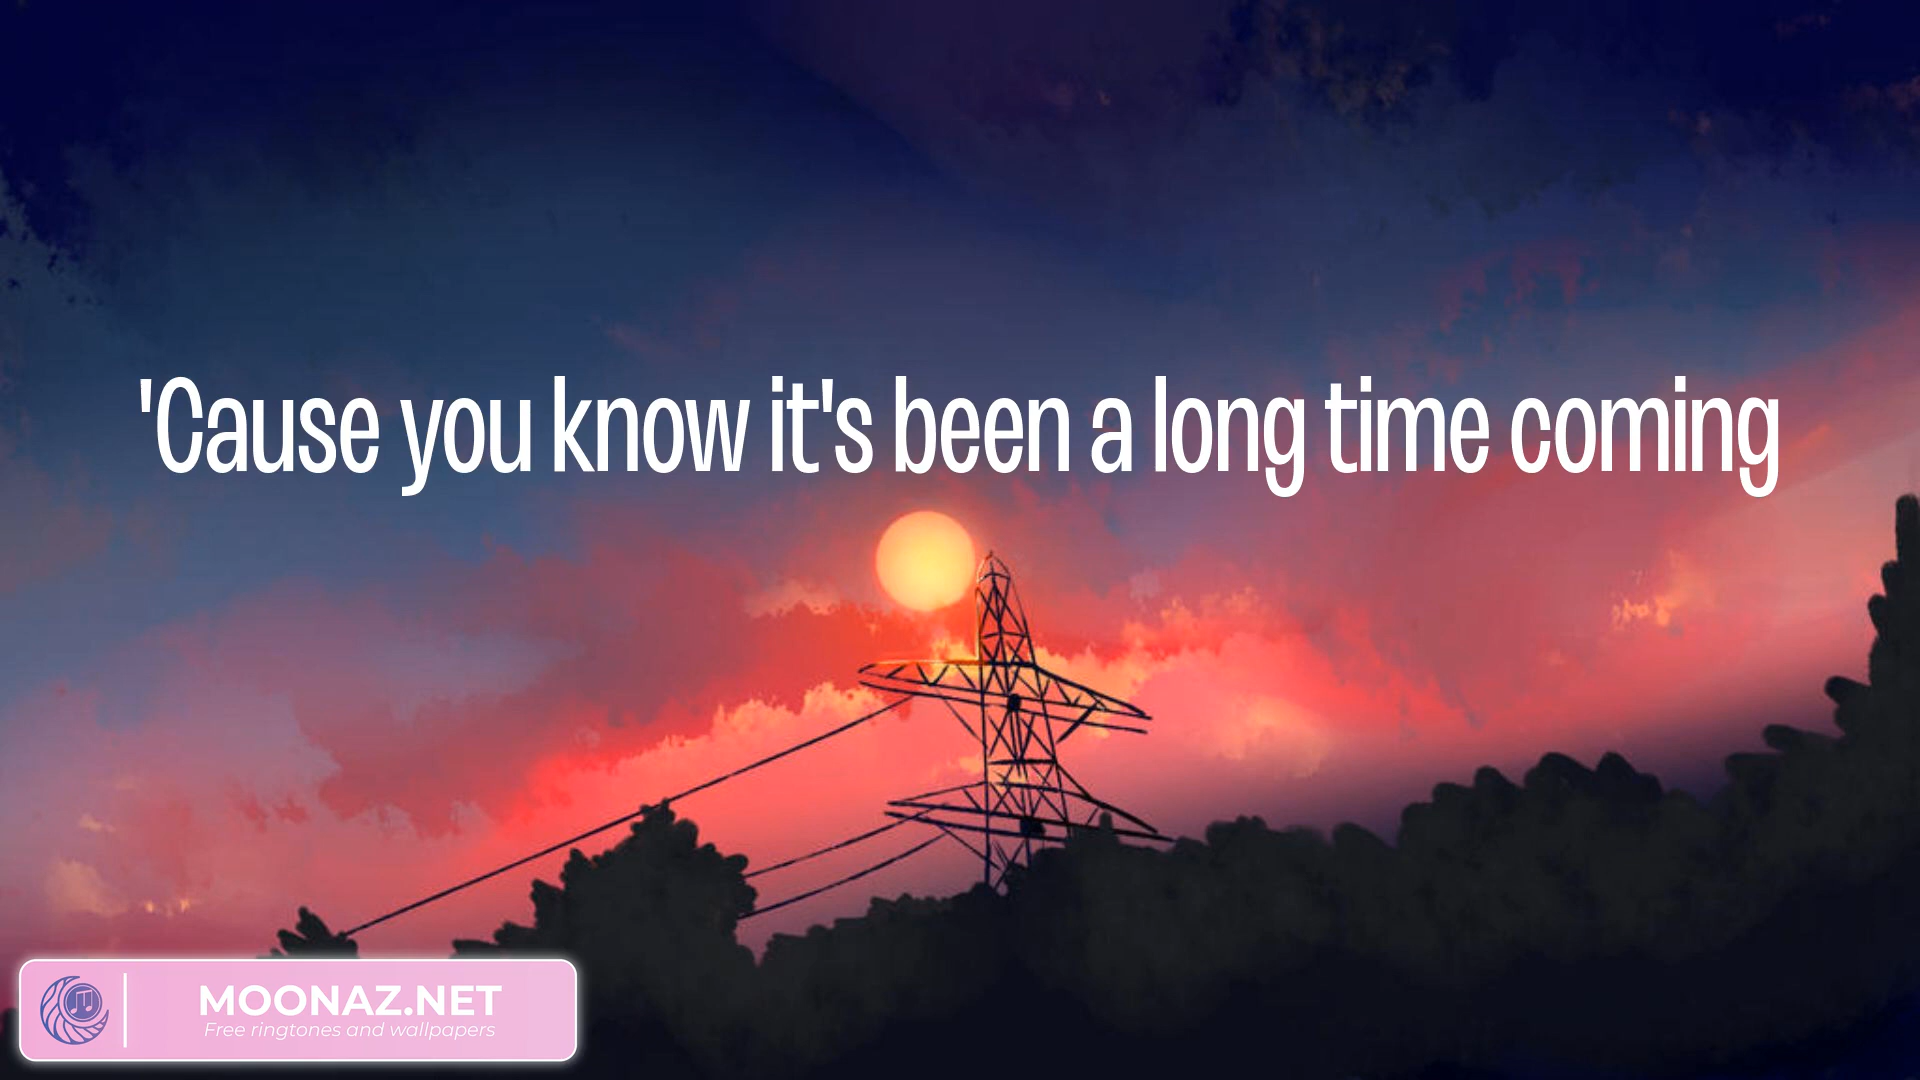 'Cause you know it's been a long time coming
MOONAZ.NET
Free ringtones and wallpapers